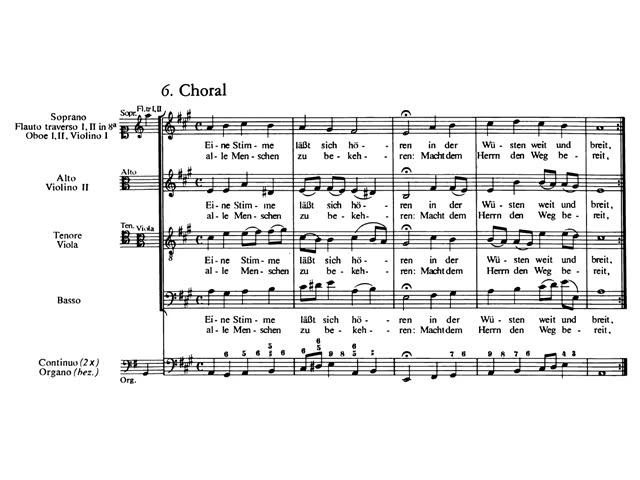 6. Choral
Soprano
Flauto traverso I, II in 8ª
Oboe I, II, Violino I
Sopr. Fl. tr. I, II
Ei - ne Stim - me läßt sich hö - ren in der Wü - sten weit und breit,
al - le Men - schen zu be - keh - ren: Macht dem Herrn den Weg be - reit,
Alto
Violino II
Alto
Ei - ne Stim - me läßt sich hö - ren in der Wü - sten weit und breit,
al - le Men - schen zu be - keh - ren: Macht dem Herrn den Weg be - reit,
Tenore
Viola
Ten. Viola
8
Ei - ne Stim - me läßt sich hö - ren in der Wü - sten weit und breit,
al - le Men - schen zu be - keh - ren: Macht dem Herrn den Weg be - reit,
Basso
Ei - ne Stim - me läßt sich hö - ren in der Wü - sten weit und breit,
al - le Men - schen zu be - keh - ren: Macht dem Herrn den Weg be - reit,
Continuo (2 x)
Organo (bez.)
Org.